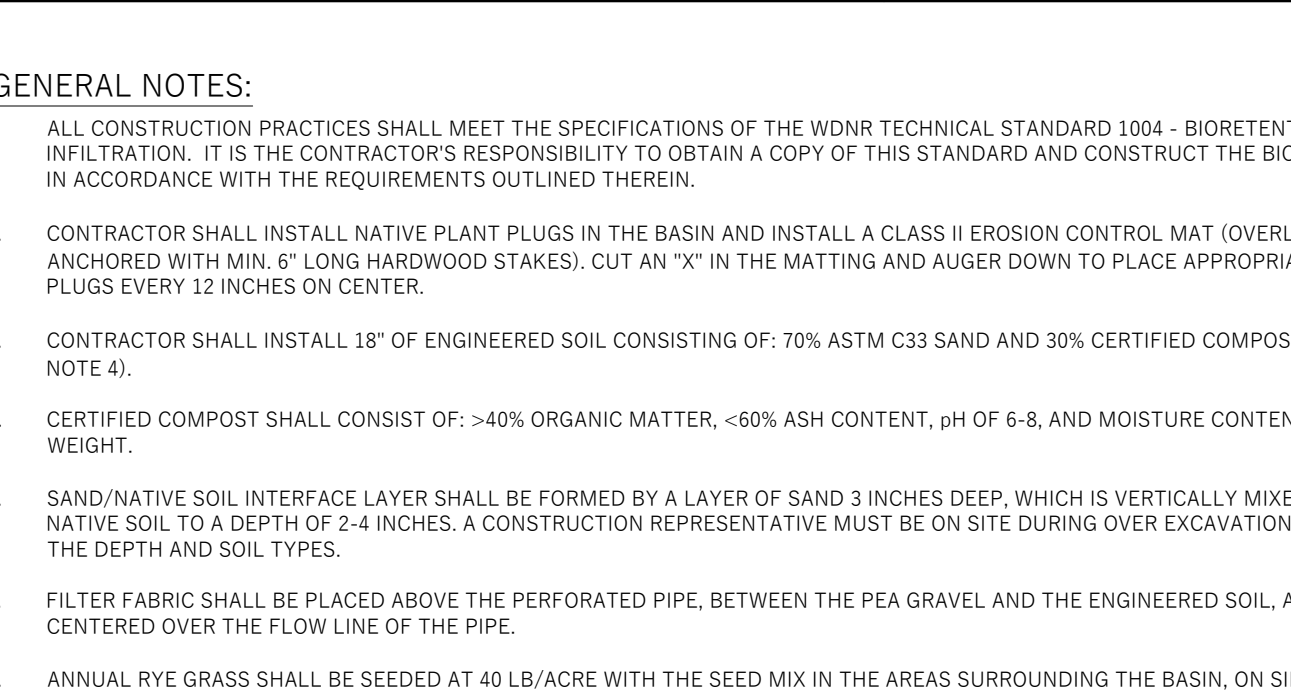 GENERAL NOTES:
ALL CONSTRUCTION PRACTICES SHALL MEET THE SPECIFICATIONS OF THE WDNR TECHNICAL STANDARD 1004 - BIORETENT
INFILTRATION. IT IS THE CONTRACTOR'S RESPONSIBILITY TO OBTAIN A COPY OF THIS STANDARD AND CONSTRUCT THE BIO
IN ACCORDANCE WITH THE REQUIREMENTS OUTLINED THEREIN.
CONTRACTOR SHALL INSTALL NATIVE PLANT PLUGS IN THE BASIN AND INSTALL A CLASS II EROSION CONTROL MAT (OVERL
ANCHORED WITH MIN. 6" LONG HARDWOOD STAKES). CUT AN "X" IN THE MATTING AND AUGER DOWN TO PLACE APPROPRIA
PLUGS EVERY 12 INCHES ON CENTER.
CONTRACTOR SHALL INSTALL 18" OF ENGINEERED SOIL CONSISTING OF: 70% ASTM C33 SAND AND 30% CERTIFIED COMPOS
NOTE 4).
CERTIFIED COMPOST SHALL CONSIST OF: >40% ORGANIC MATTER, <60% ASH CONTENT, pH OF 6-8, AND MOISTURE CONTEN
WEIGHT.
SAND/NATIVE SOIL INTERFACE LAYER SHALL BE FORMED BY A LAYER OF SAND 3 INCHES DEEP, WHICH IS VERTICALLY MIXE
NATIVE SOIL TO A DEPTH OF 2-4 INCHES. A CONSTRUCTION REPRESENTATIVE MUST BE ON SITE DURING OVER EXCAVATION
THE DEPTH AND SOIL TYPES.
FILTER FABRIC SHALL BE PLACED ABOVE THE PERFORATED PIPE, BETWEEN THE PEA GRAVEL AND THE ENGINEERED SOIL, A
CENTERED OVER THE FLOW LINE OF THE PIPE.
ANNUAL RYE GRASS SHALL BE SEEDED AT 40 LB/ACRE WITH THE SEED MIX IN THE AREAS SURROUNDING THE BASIN, ON SI